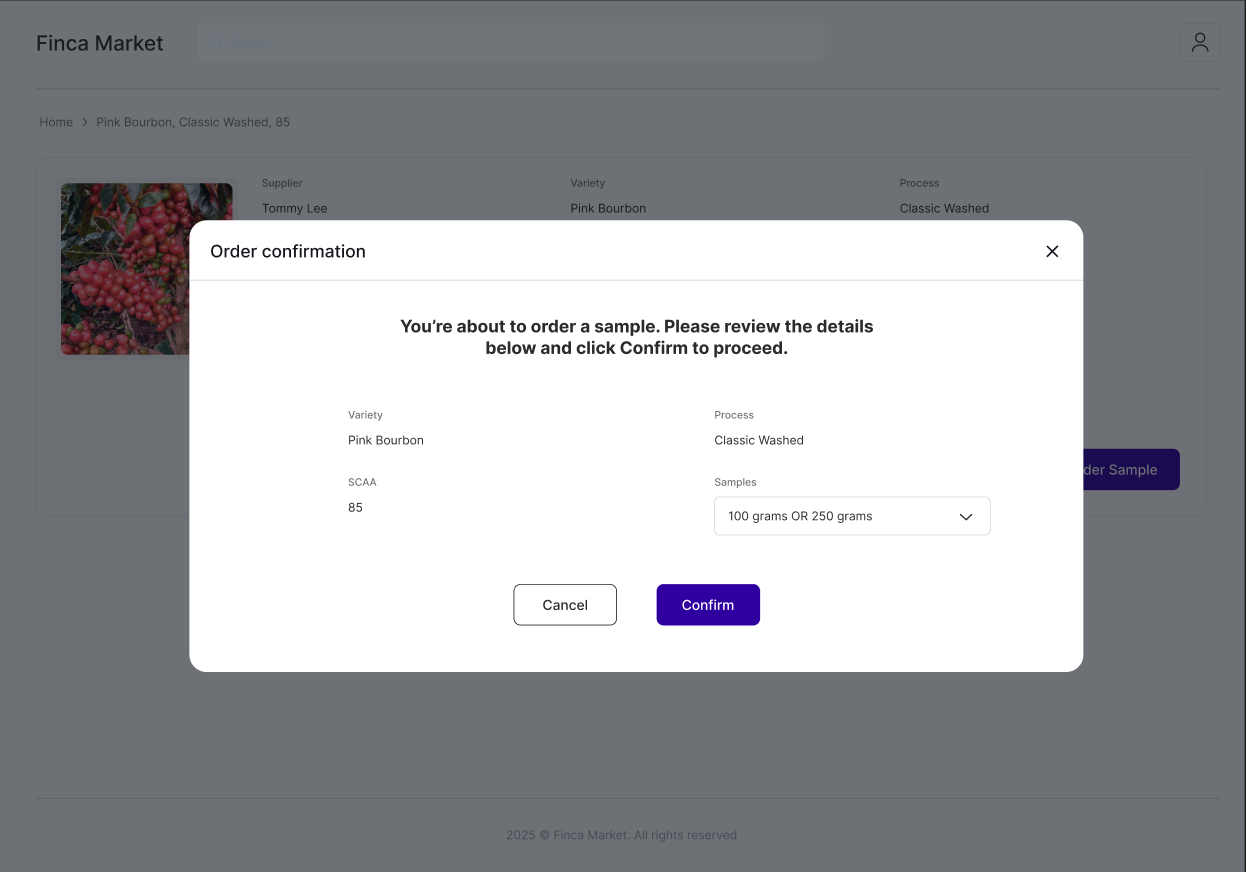 Finca Market
Search
Home > Pink Bourbon, Classic Washed, 85
Supplier
Variety
Process
Tommy Lee
Pink Bourbon
Classic Washed
Order confirmation
You’re about to order a sample. Please review the details
below and click Confirm to proceed.
Variety
Process
Pink Bourbon
Classic Washed
SCAA
Samples
85
100 grams OR 250 grams
der Sample
Cancel
Confirm
2025 © Finca Market. All rights reserved